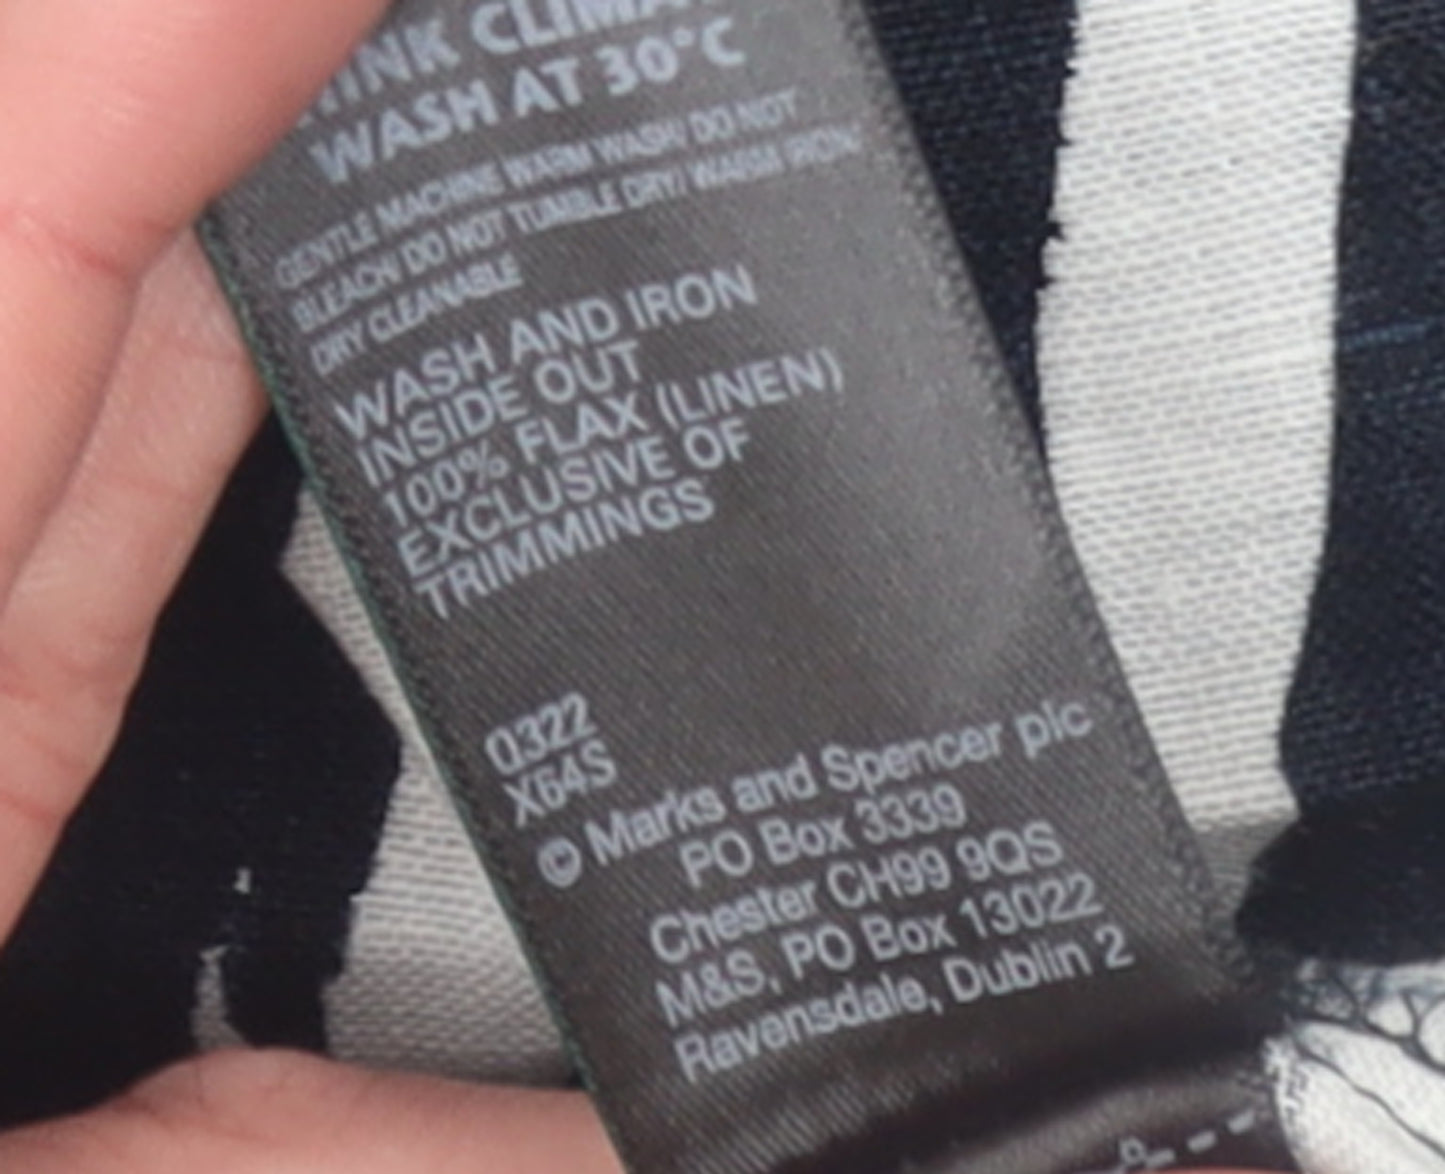 WASH AT 30°C
GENTLE MACHINE WARM WASH/ DO NOT
BLEACH/ DO NOT TUMBLE DRY/ WARM IRON/
DRY CLEANABLE
WASH AND IRON
INSIDE OUT
100% FLAX (LINEN)
EXCLUSIVE OF
TRIMMINGS
0322
X64S
© Marks and Spencer plc
PO Box 3339
Chester CH99 9QS
M&S, PO Box 13022
Ravensdale, Dublin 2